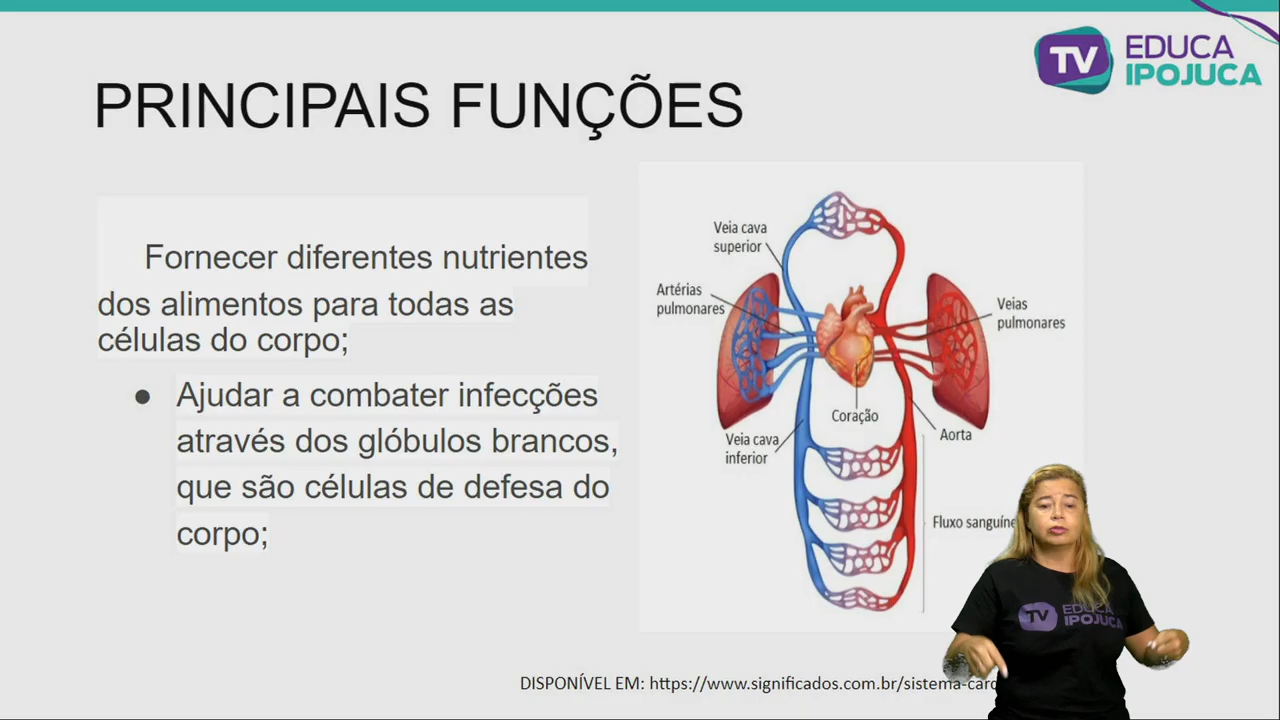 TV EDUCA
IPOJUCA
PRINCIPAIS FUNÇÕES
Fornecer diferentes nutrientes
dos alimentos para todas as
células do corpo;
● Ajudar a combater infecções
através dos glóbulos brancos,
que são células de defesa do
corpo;
Veia cava
superior
Artérias
pulmonares
Veias
pulmonares
Coração
Aorta
Veia cava
inferior
Fluxo sanguíne
TV EDUCA
IPOJUCA
DISPONÍVEL EM: https://www.significados.com.br/sistema-card